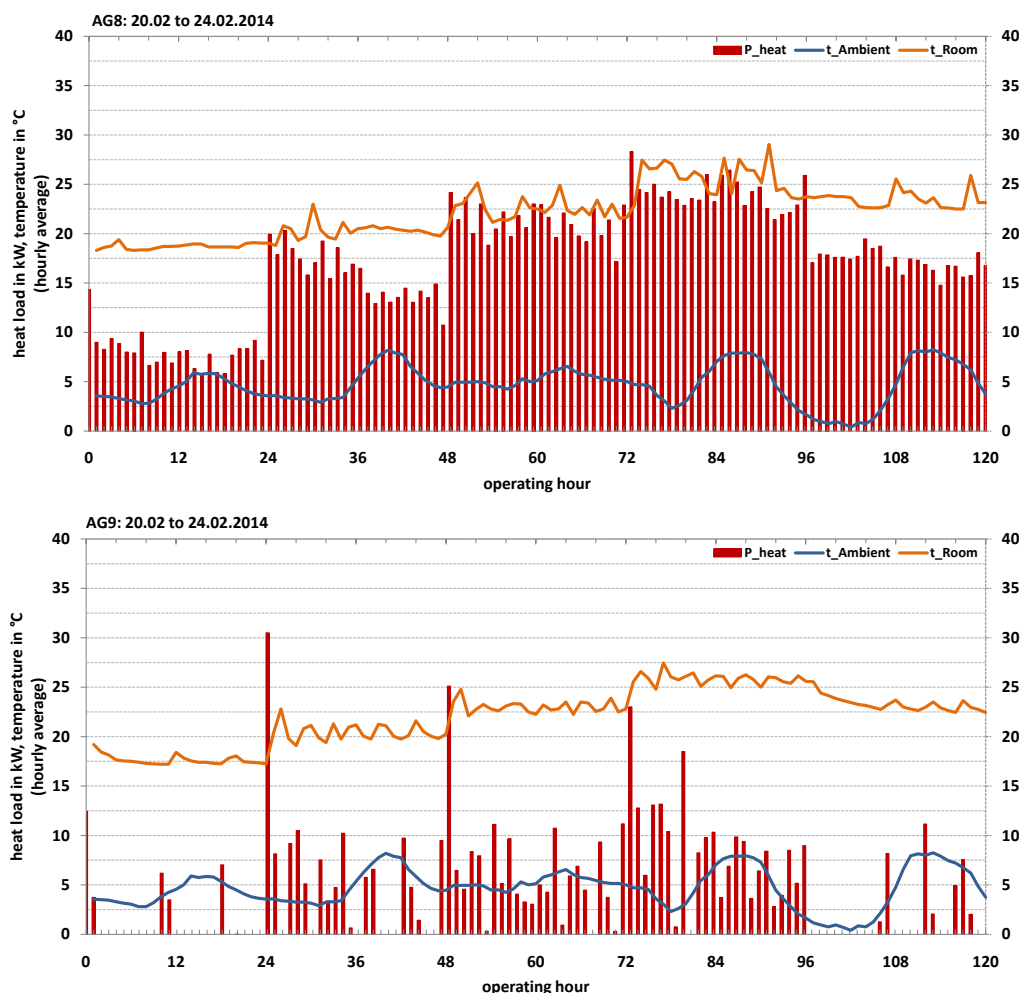 AG8: 20.02 to 24.02.2014
P_heat t_Ambient t_Room
40 40
35 35
30 30
25 25
20 20
15 15
10 10
5 5
0 0
heat load in kW, temperature in °C
(hourly average)
0 12 24 36 48 60 72 84 96 108 120
operating hour
AG9: 20.02 to 24.02.2014
P_heat t_Ambient t_Room
40 40
35 35
30 30
25 25
20 20
15 15
10 10
5 5
0 0
heat load in kW, temperature in °C
(hourly average)
0 12 24 36 48 60 72 84 96 108 120
operating hour